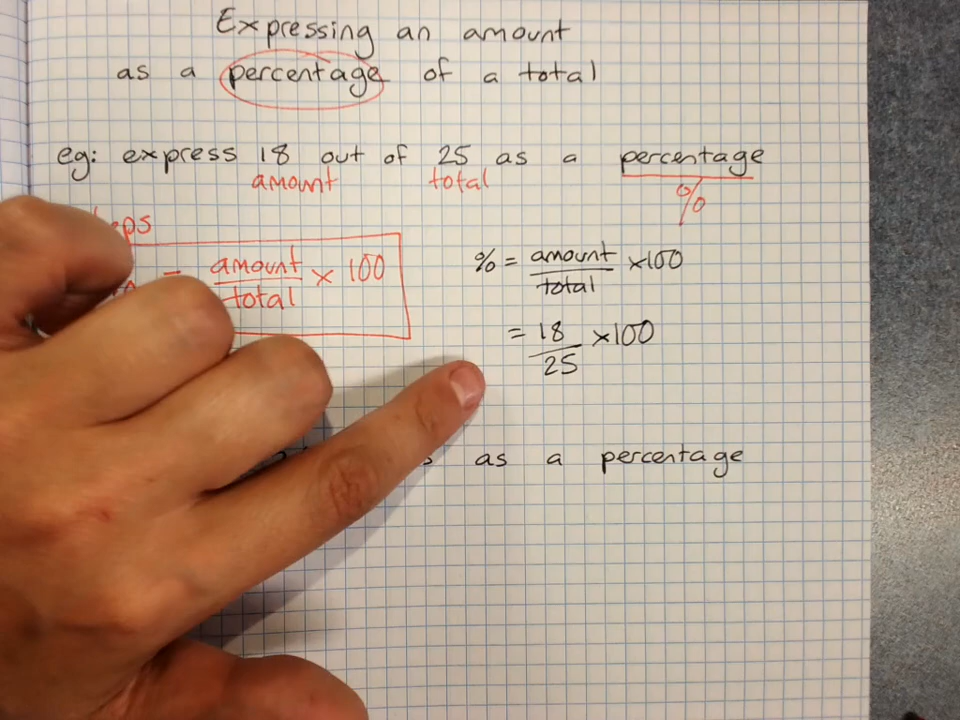 Expressing an amount
as a percentage of a total
eg: express 18 out of 25 as a percentage
amount total %
= amount/total × 100
% = amount/total ×100
= 18/25 ×100
as a percentage